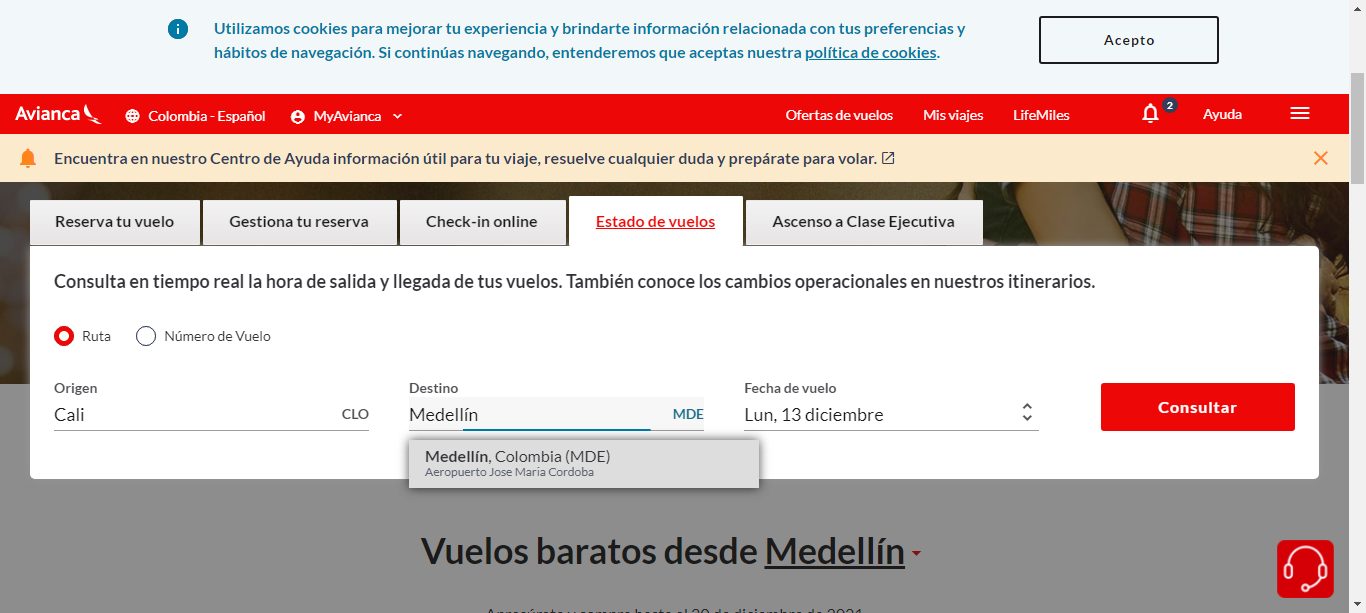 Utilizamos cookies para mejorar tu experiencia y brindarte información relacionada con tus preferencias y
hábitos de navegación. Si continúas navegando, entenderemos que aceptas nuestra política de cookies.
Acepto
Avianca
Colombia - Español
MyAvianca
Ofertas de vuelos
Mis viajes
LifeMiles
2
Ayuda
Encuentra en nuestro Centro de Ayuda información útil para tu viaje, resuelve cualquier duda y prepárate para volar.
Reserva tu vuelo
Gestiona tu reserva
Check-in online
Estado de vuelos
Ascenso a Clase Ejecutiva
Consulta en tiempo real la hora de salida y llegada de tus vuelos. También conoce los cambios operacionales en nuestros itinerarios.
Ruta
Número de Vuelo
Origen
Cali
CLO
Destino
Medellín
MDE
Fecha de vuelo
Lun, 13 diciembre
Consultar
Medellín, Colombia (MDE)
Aeropuerto Jose Maria Cordoba
Vuelos baratos desde Medellín